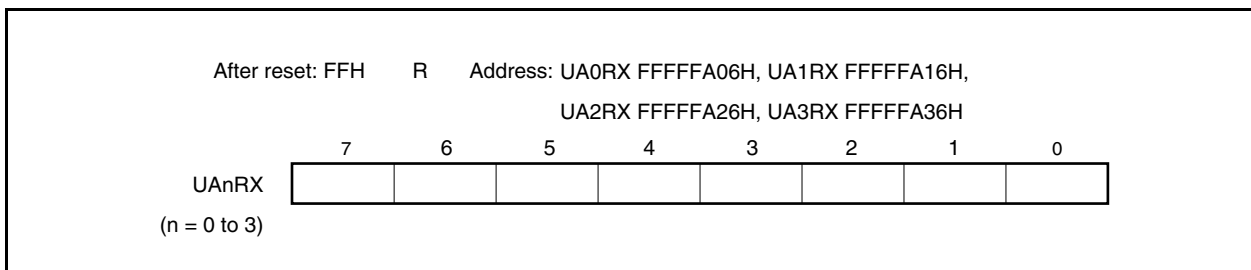 After reset: FFH R Address: UA0RX FFFFFA06H, UA1RX FFFFFA16H,
UA2RX FFFFFA26H, UA3RX FFFFFA36H
7 6 5 4 3 2 1 0
UAnRX
(n = 0 to 3)